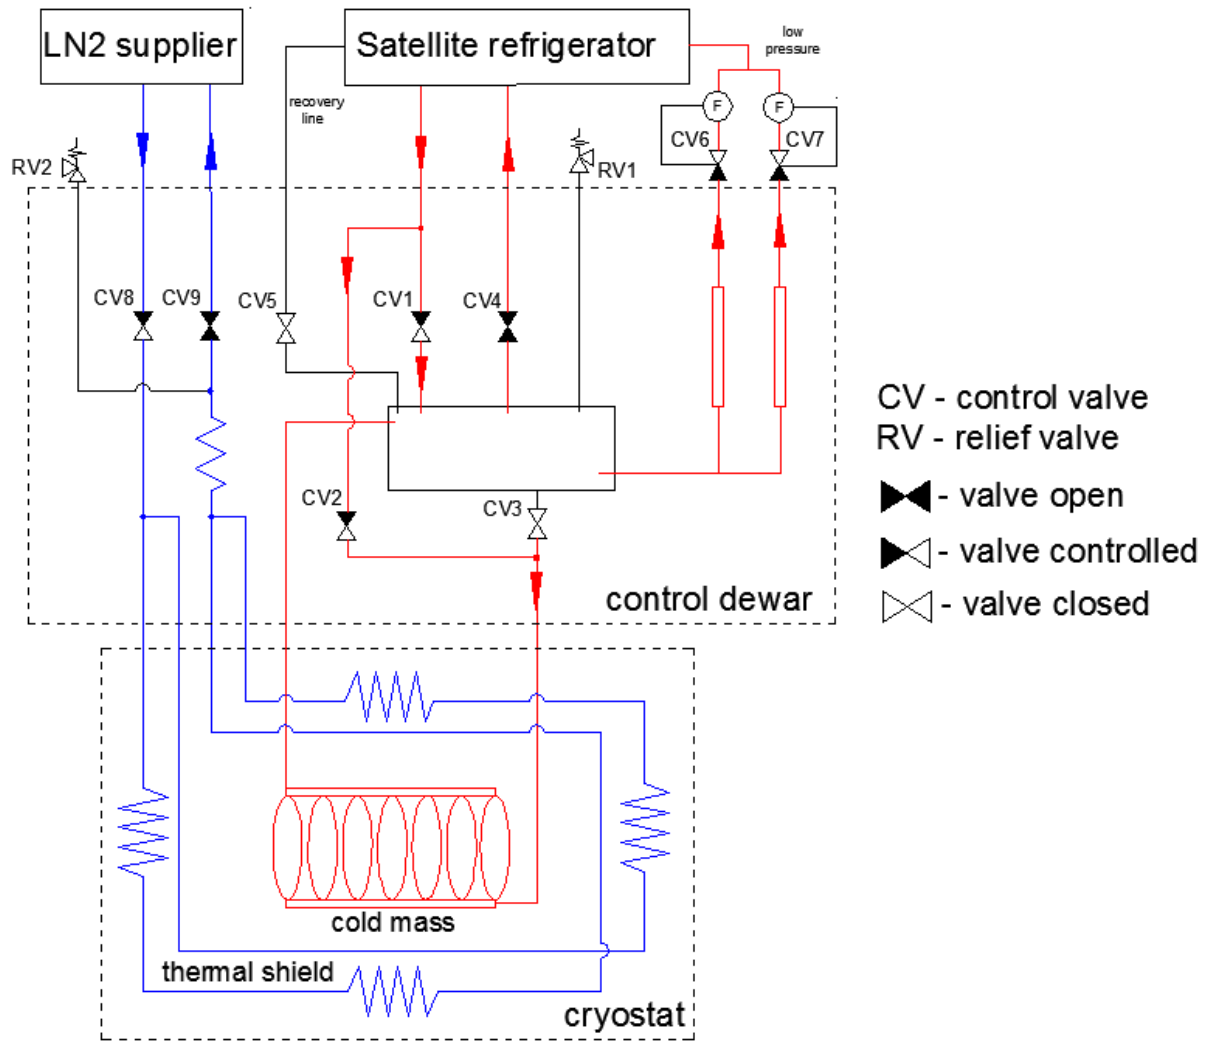 LN2 supplier
Satellite refrigerator
low
pressure
recovery
line
F
F
CV6
CV7
RV2
RV1
CV8
CV9
CV5
CV1
CV4
CV - control valve
RV - relief valve
CV2
CV3
- valve open
- valve controlled
- valve closed
control dewar
cold mass
thermal shield
cryostat